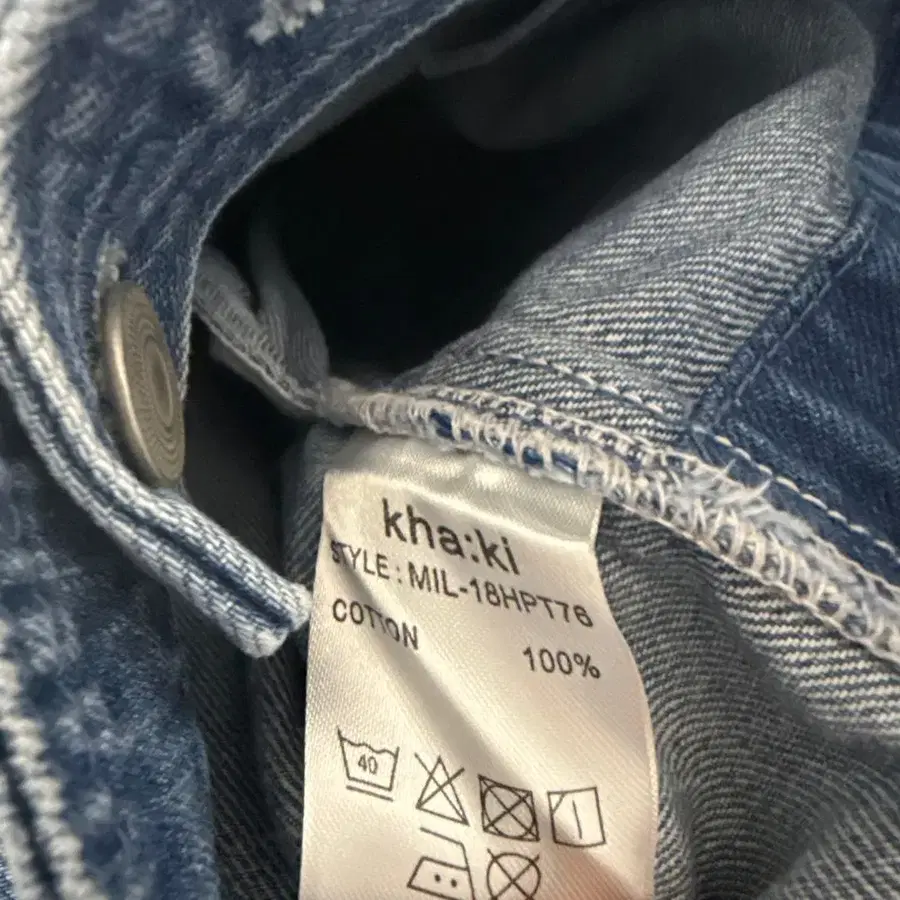 kha:ki
STYLE : MIL-18HPT76
COTTON 100%
40